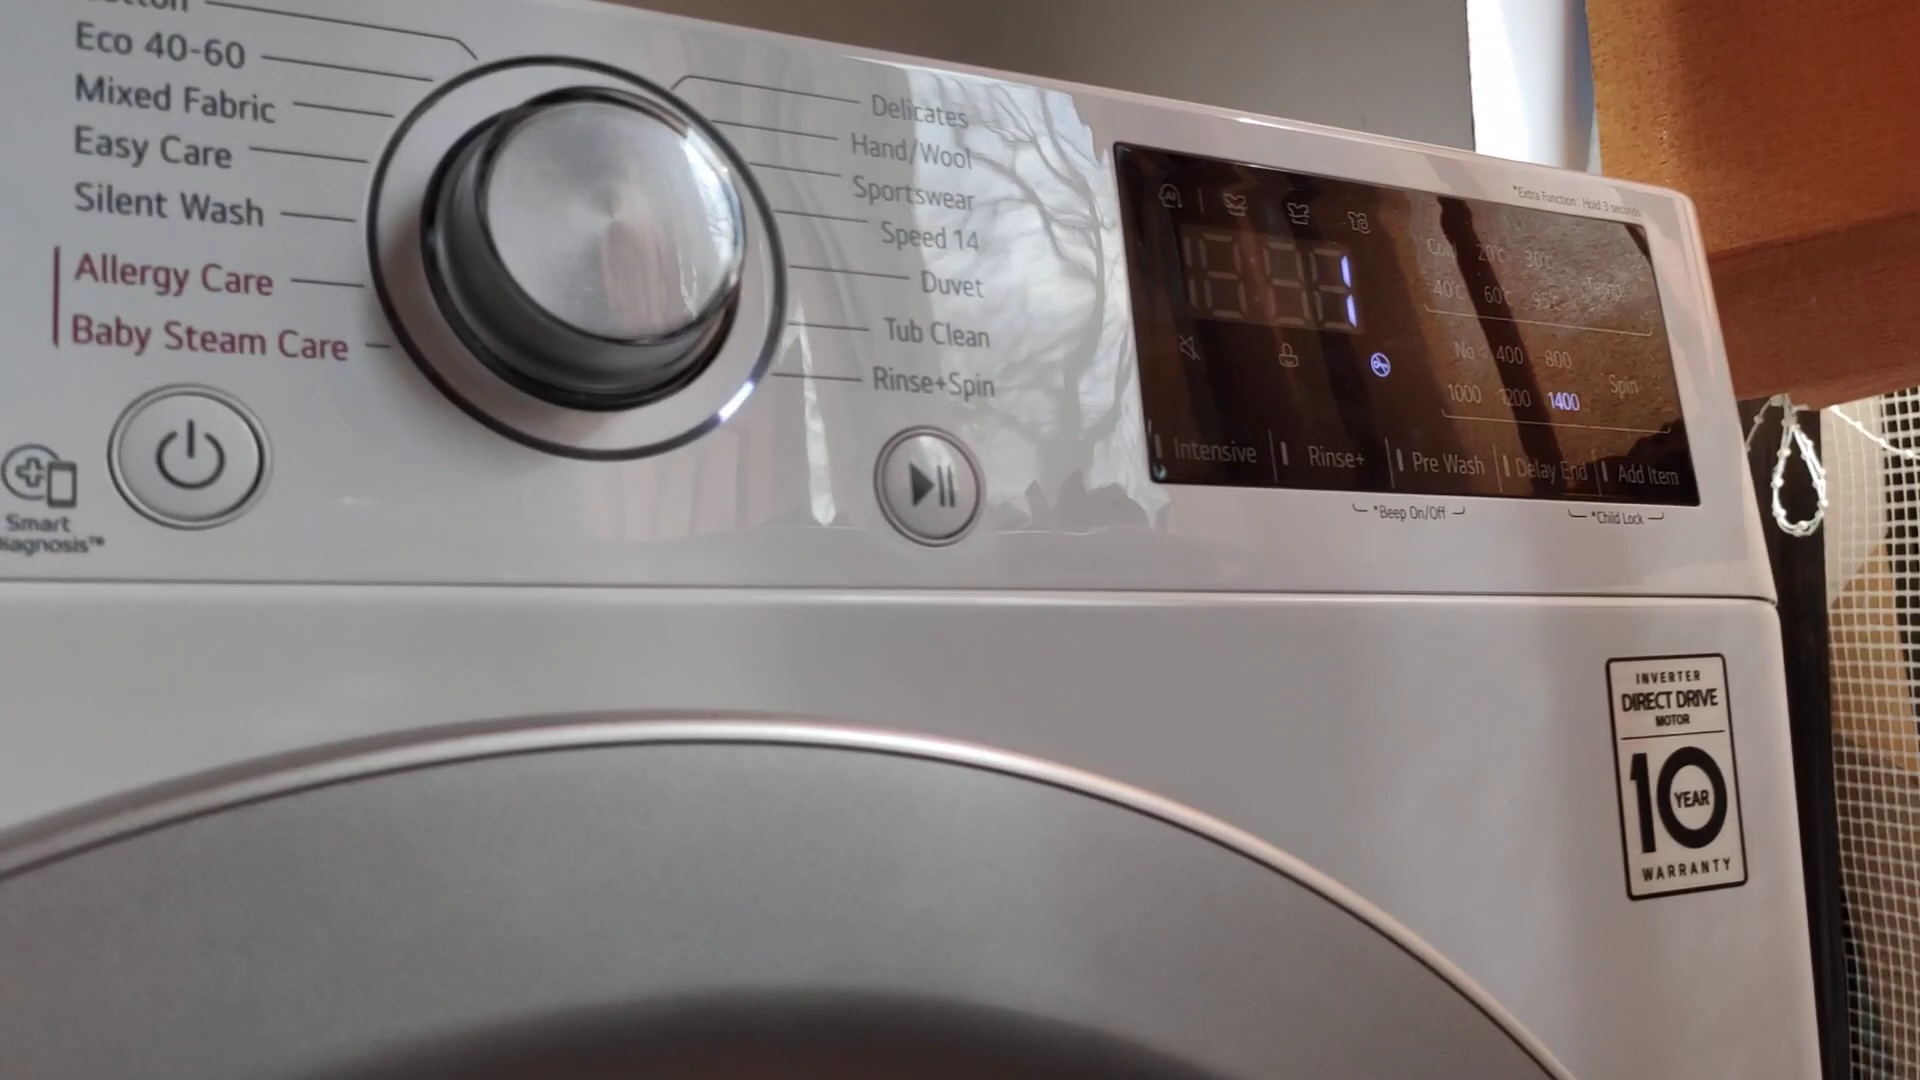 Eco 40-60
Mixed Fabric
Easy Care
Silent Wash
Allergy Care
Baby Steam Care
Smart
Diagnosis™
Delicates
Hand/Wool
Sportswear
Speed 14
Duvet
Tub Clean
Rinse+Spin
*Extra Function : Hold 3 seconds
AI
1
Cold 20℃ 30℃
40℃ 60℃ 95℃ Temp.
No 400 800
1000 1200 1400 Spin
Intensive Rinse+ Pre Wash Delay End Add Item
*Beep On/Off *Child Lock
INVERTER
DIRECT DRIVE
MOTOR
10
YEAR
WARRANTY